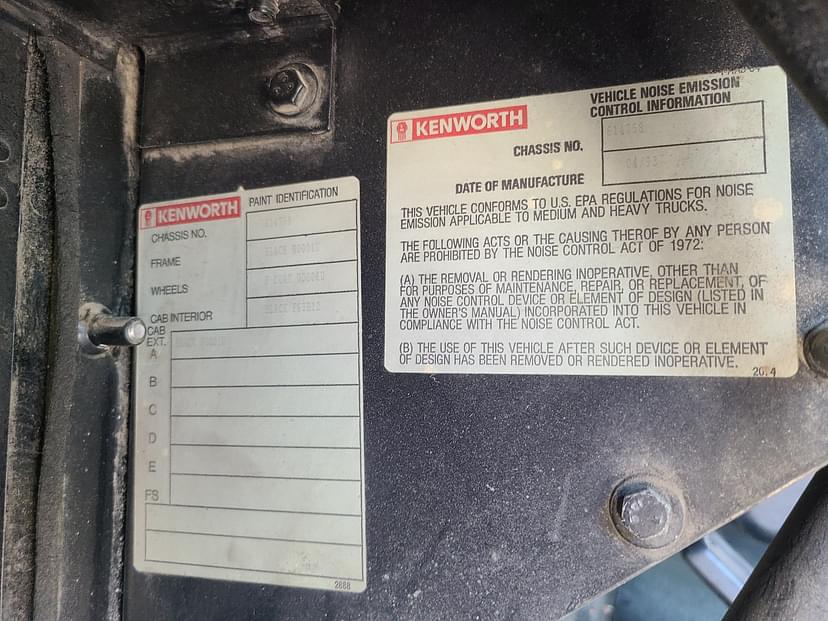 KENWORTH
PAINT IDENTIFICATION
CHASSIS NO.
FRAME
WHEELS
CAB INTERIOR
CAB
EXT.
A
B
C
D
E
FS
2888
KENWORTH
VEHICLE NOISE EMISSION
CONTROL INFORMATION
CHASSIS NO.
614758
DATE OF MANUFACTURE
04/93
THIS VEHICLE CONFORMS TO U.S. EPA REGULATIONS FOR NOISE
EMISSION APPLICABLE TO MEDIUM AND HEAVY TRUCKS.
THE FOLLOWING ACTS OR THE CAUSING THEROF BY ANY PERSON
ARE PROHIBITED BY THE NOISE CONTROL ACT OF 1972:
(A) THE REMOVAL OR RENDERING INOPERATIVE, OTHER THAN
FOR PURPOSES OF MAINTENANCE, REPAIR, OR REPLACEMENT, OF
ANY NOISE CONTROL DEVICE OR ELEMENT OF DESIGN (LISTED IN
THE OWNER'S MANUAL) INCORPORATED INTO THIS VEHICLE IN
COMPLIANCE WITH THE NOISE CONTROL ACT.
(B) THE USE OF THIS VEHICLE AFTER SUCH DEVICE OR ELEMENT
OF DESIGN HAS BEEN REMOVED OR RENDERED INOPERATIVE.
20.4